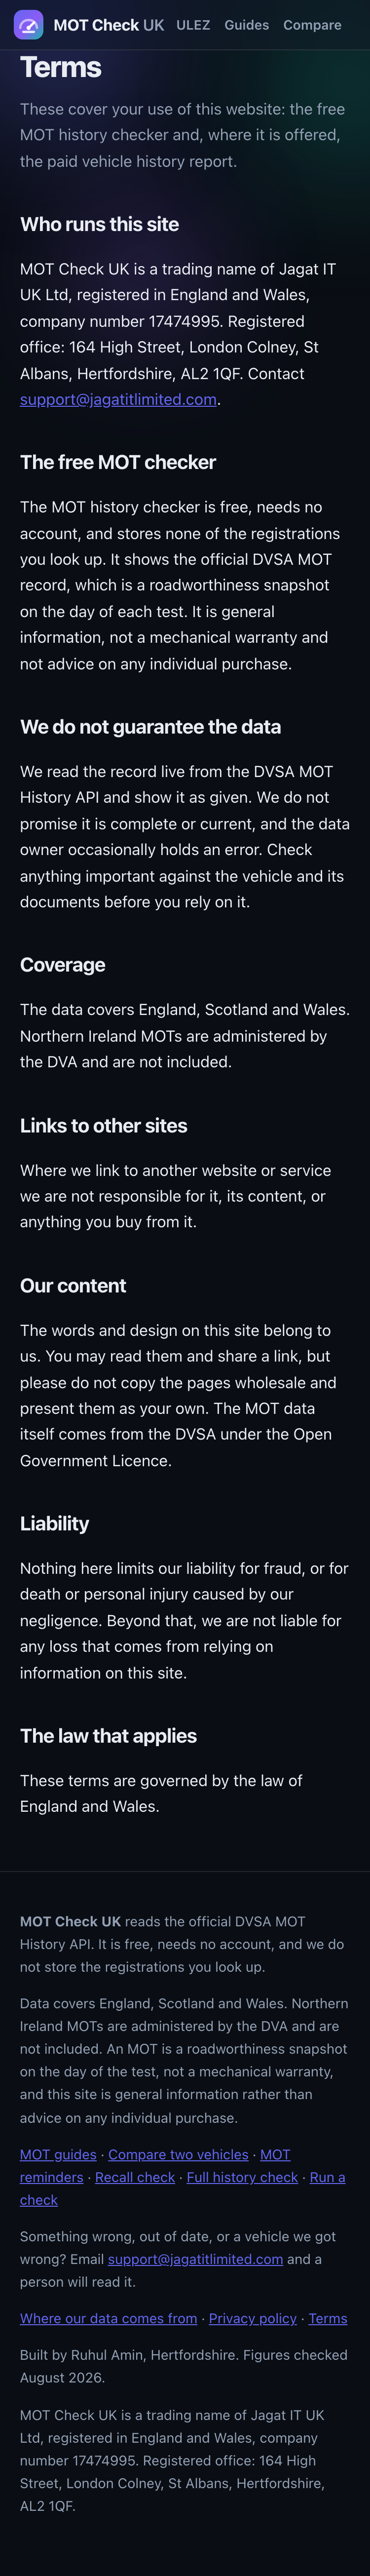 MOT Check UK ULEZ Guides Compare
Terms
These cover your use of this website: the free
MOT history checker and, where it is offered,
the paid vehicle history report.
Who runs this site
MOT Check UK is a trading name of Jagat IT
UK Ltd, registered in England and Wales,
company number 17474995. Registered
office: 164 High Street, London Colney, St
Albans, Hertfordshire, AL2 1QF. Contact
support@jagatitlimited.com.
The free MOT checker
The MOT history checker is free, needs no
account, and stores none of the registrations
you look up. It shows the official DVSA MOT
record, which is a roadworthiness snapshot
on the day of each test. It is general
information, not a mechanical warranty and
not advice on any individual purchase.
We do not guarantee the data
We read the record live from the DVSA MOT
History API and show it as given. We do not
promise it is complete or current, and the data
owner occasionally holds an error. Check
anything important against the vehicle and its
documents before you rely on it.
Coverage
The data covers England, Scotland and Wales.
Northern Ireland MOTs are administered by
the DVA and are not included.
Links to other sites
Where we link to another website or service
we are not responsible for it, its content, or
anything you buy from it.
Our content
The words and design on this site belong to
us. You may read them and share a link, but
please do not copy the pages wholesale and
present them as your own. The MOT data
itself comes from the DVSA under the Open
Government Licence.
Liability
Nothing here limits our liability for fraud, or for
death or personal injury caused by our
negligence. Beyond that, we are not liable for
any loss that comes from relying on
information on this site.
The law that applies
These terms are governed by the law of
England and Wales.
MOT Check UK reads the official DVSA MOT
History API. It is free, needs no account, and we do
not store the registrations you look up.
Data covers England, Scotland and Wales. Northern
Ireland MOTs are administered by the DVA and are
not included. An MOT is a roadworthiness snapshot
on the day of the test, not a mechanical warranty,
and this site is general information rather than
advice on any individual purchase.
MOT guides · Compare two vehicles · MOT
reminders · Recall check · Full history check · Run a
check
Something wrong, out of date, or a vehicle we got
wrong? Email support@jagatitlimited.com and a
person will read it.
Where our data comes from · Privacy policy · Terms
Built by Ruhul Amin, Hertfordshire. Figures checked
August 2026.
MOT Check UK is a trading name of Jagat IT UK
Ltd, registered in England and Wales, company
number 17474995. Registered office: 164 High
Street, London Colney, St Albans, Hertfordshire,
AL2 1QF.